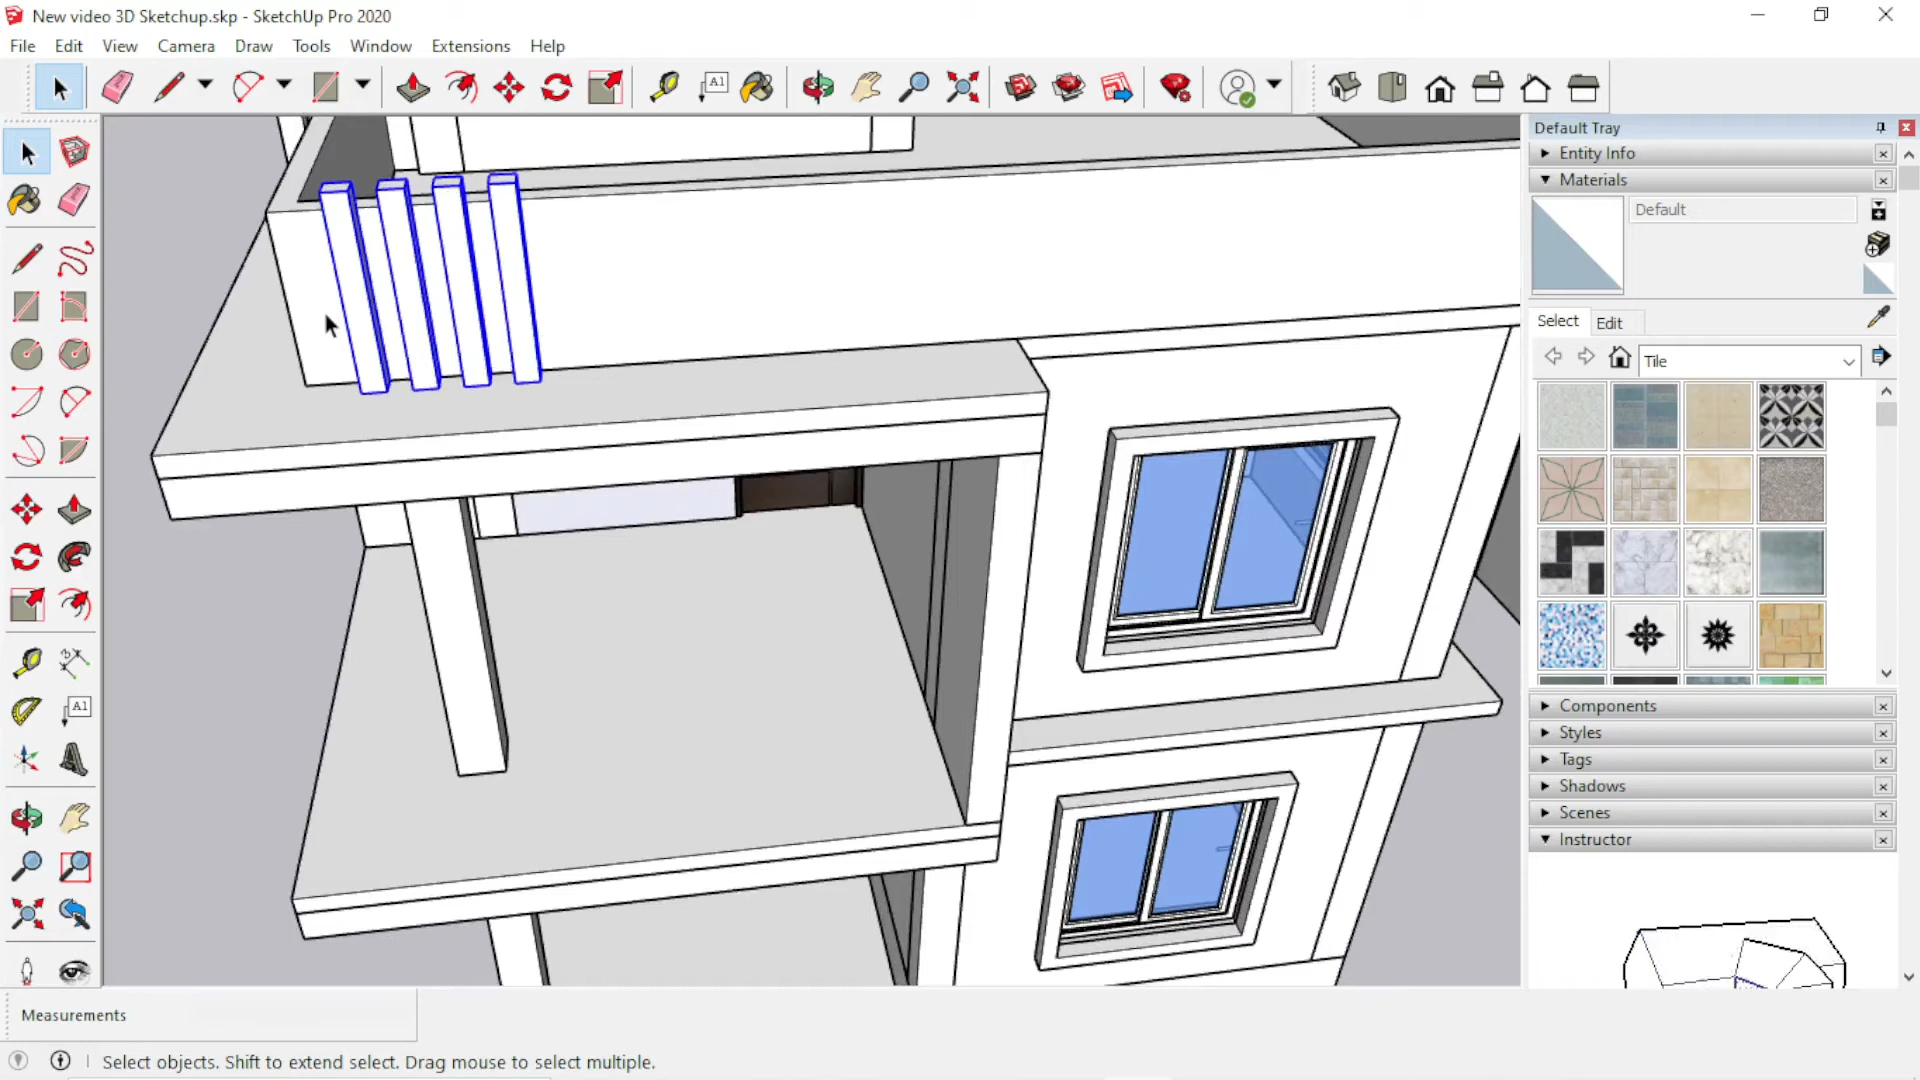 New video 3D Sketchup.skp - SketchUp Pro 2020
File Edit View Camera Draw Tools Window Extensions Help
A1
Default Tray
Entity Info
Materials
Default
Select Edit
Tile
A1
Components
Styles
Tags
Shadows
Scenes
Instructor
Measurements
Select objects. Shift to extend select. Drag mouse to select multiple.